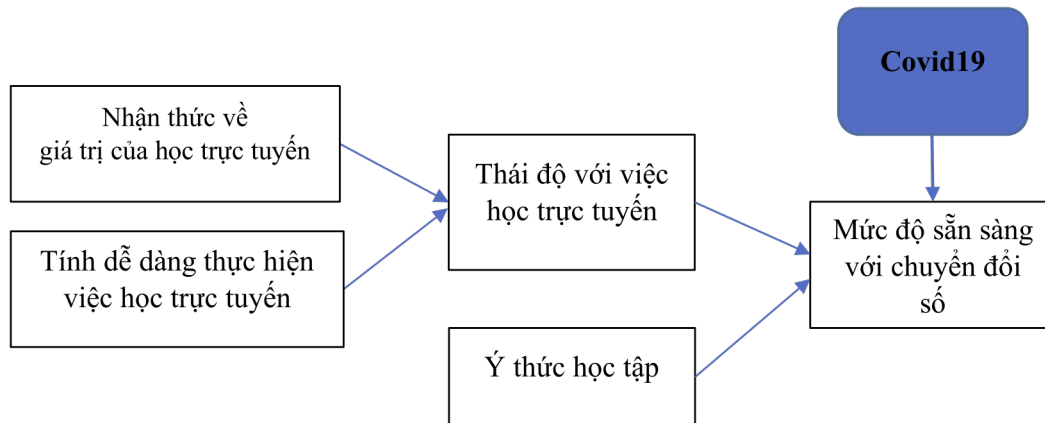 Covid19
Nhận thức về
giá trị của học trực tuyến
Thái độ với việc
học trực tuyến
Tính dễ dàng thực hiện
việc học trực tuyến
Mức độ sẵn sàng
với chuyển đổi
số
Ý thức học tập